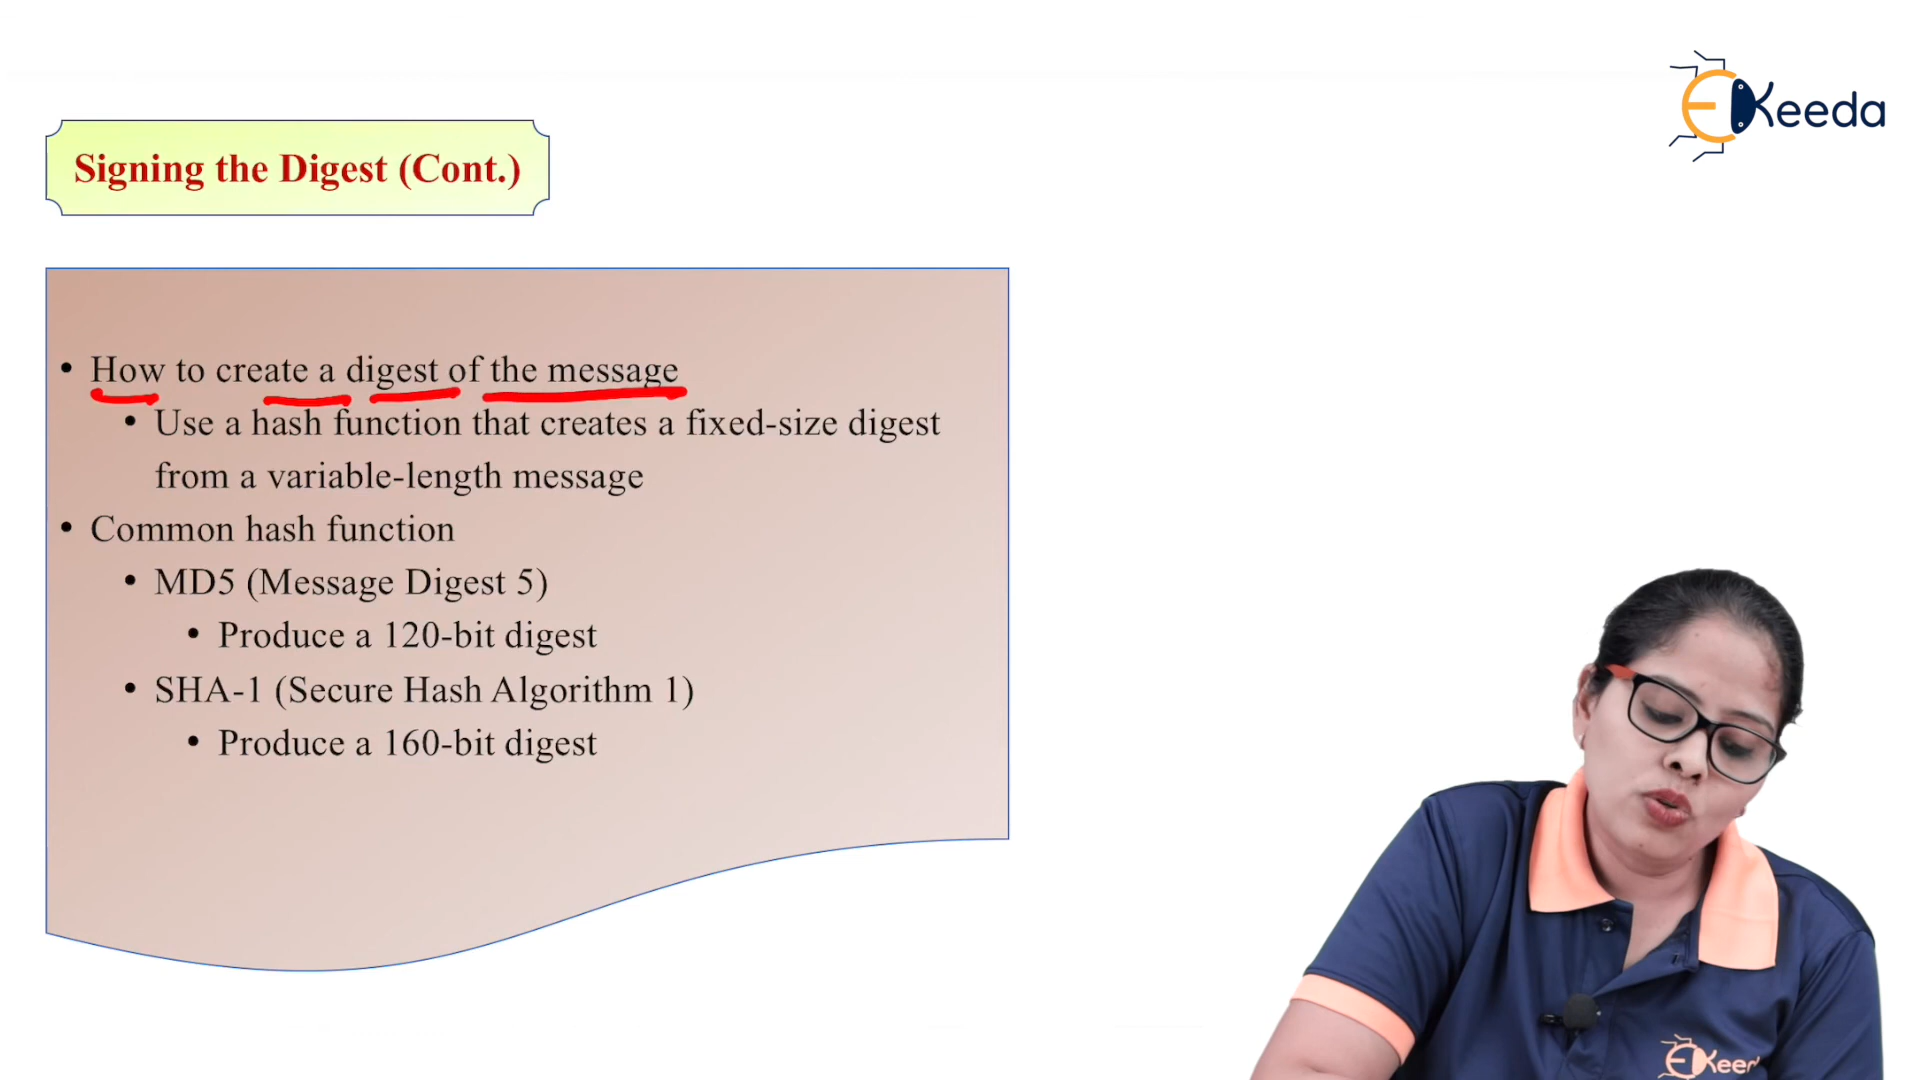 EKeeda
Signing the Digest (Cont.)
• How to create a digest of the message
• Use a hash function that creates a fixed-size digest
from a variable-length message
• Common hash function
• MD5 (Message Digest 5)
• Produce a 120-bit digest
• SHA-1 (Secure Hash Algorithm 1)
• Produce a 160-bit digest
EKeed